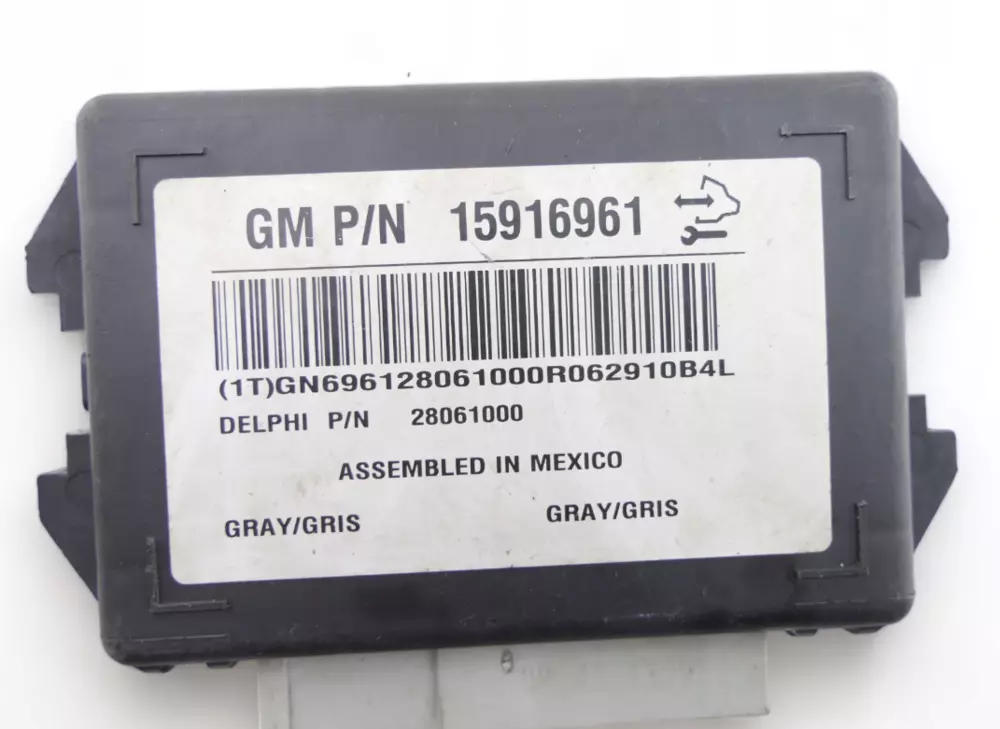 GM P/N 15916961
(1T)GN696128061000R062910B4L
DELPHI P/N 28061000
ASSEMBLED IN MEXICO
GRAY/GRIS GRAY/GRIS